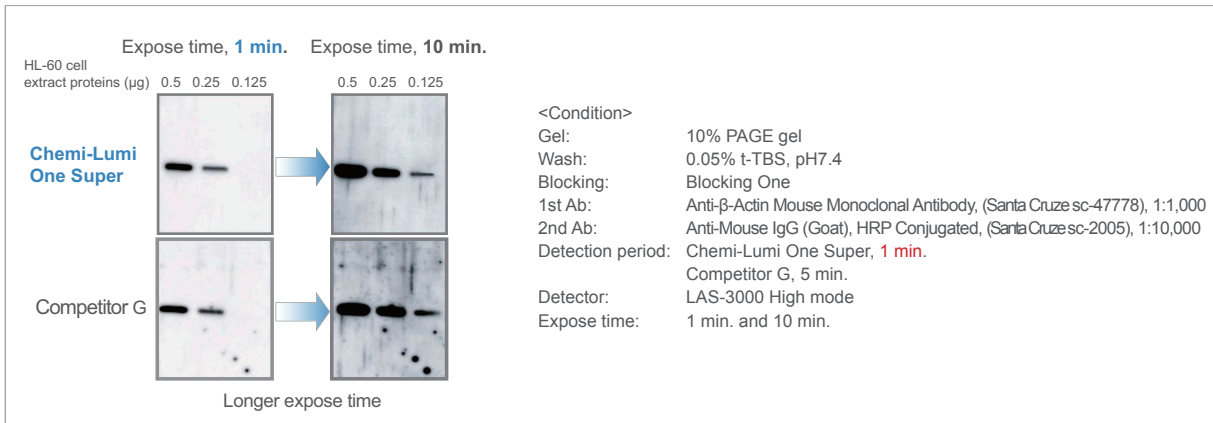 Expose time, 1 min.
Expose time, 10 min.
HL-60 cell
extract proteins (µg)
0.5 0.25 0.125
0.5 0.25 0.125
Chemi-Lumi
One Super
Competitor G
Longer expose time
<Condition>
Gel: 10% PAGE gel
Wash: 0.05% t-TBS, pH7.4
Blocking: Blocking One
1st Ab: Anti-β-Actin Mouse Monoclonal Antibody, (Santa Cruze sc-47778), 1:1,000
2nd Ab: Anti-Mouse IgG (Goat), HRP Conjugated, (Santa Cruze sc-2005), 1:10,000
Detection period: Chemi-Lumi One Super, 1 min.
Competitor G, 5 min.
Detector: LAS-3000 High mode
Expose time: 1 min. and 10 min.